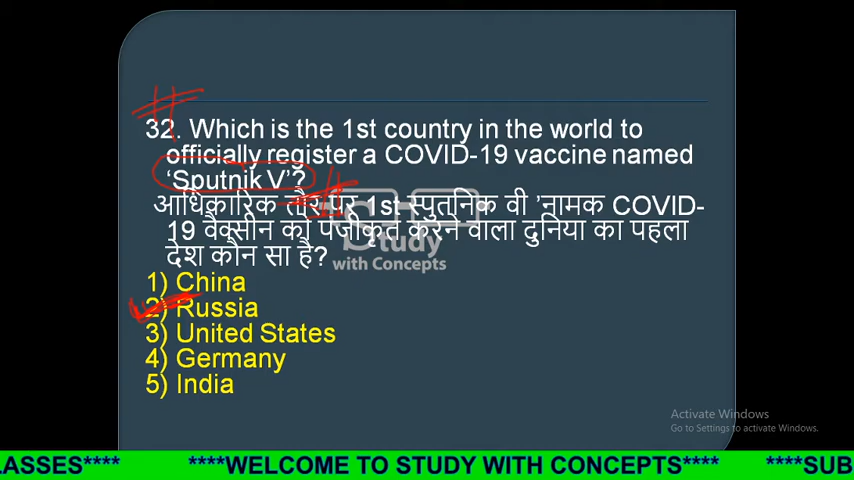 32. Which is the 1st country in the world to
officially register a COVID-19 vaccine named
‘Sputnik V’?
आधिकारिक तौर पर 1st स्पुतनिक वी ’नामक COVID-
19 वैक्सीन को पंजीकृत करने वाला दुनिया का पहला
देश कौन सा है?
Study
with Concepts
1) China
2) Russia
3) United States
4) Germany
5) India
Activate Windows
Go to Settings to activate Windows.
LASSES**** ****WELCOME TO STUDY WITH CONCEPTS**** ****SUB